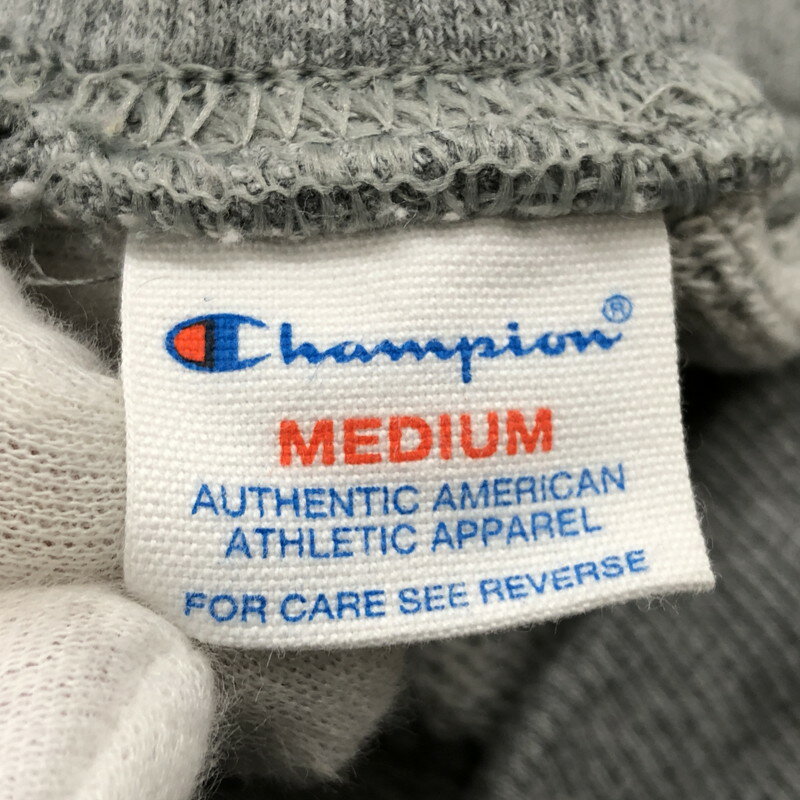 Champion®
MEDIUM
AUTHENTIC AMERICAN
ATHLETIC APPAREL
FOR CARE SEE REVERSE